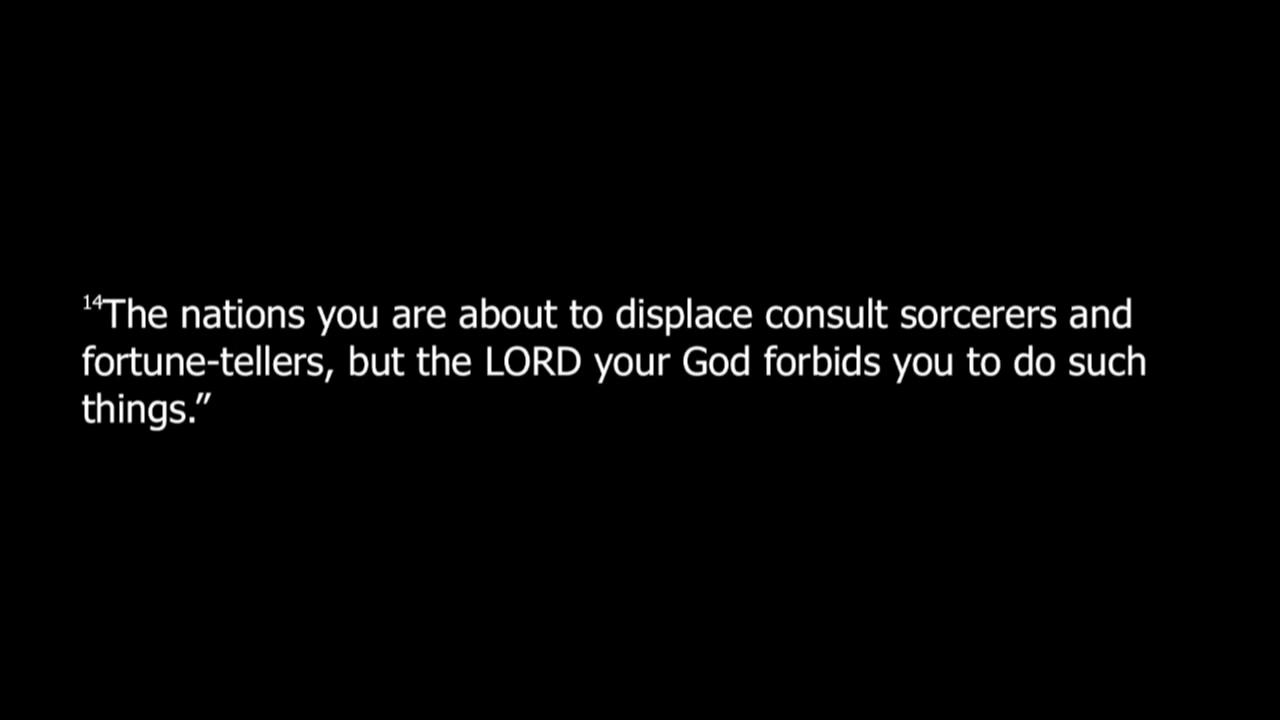 ¹⁴The nations you are about to displace consult sorcerers and
fortune-tellers, but the LORD your God forbids you to do such
things.”